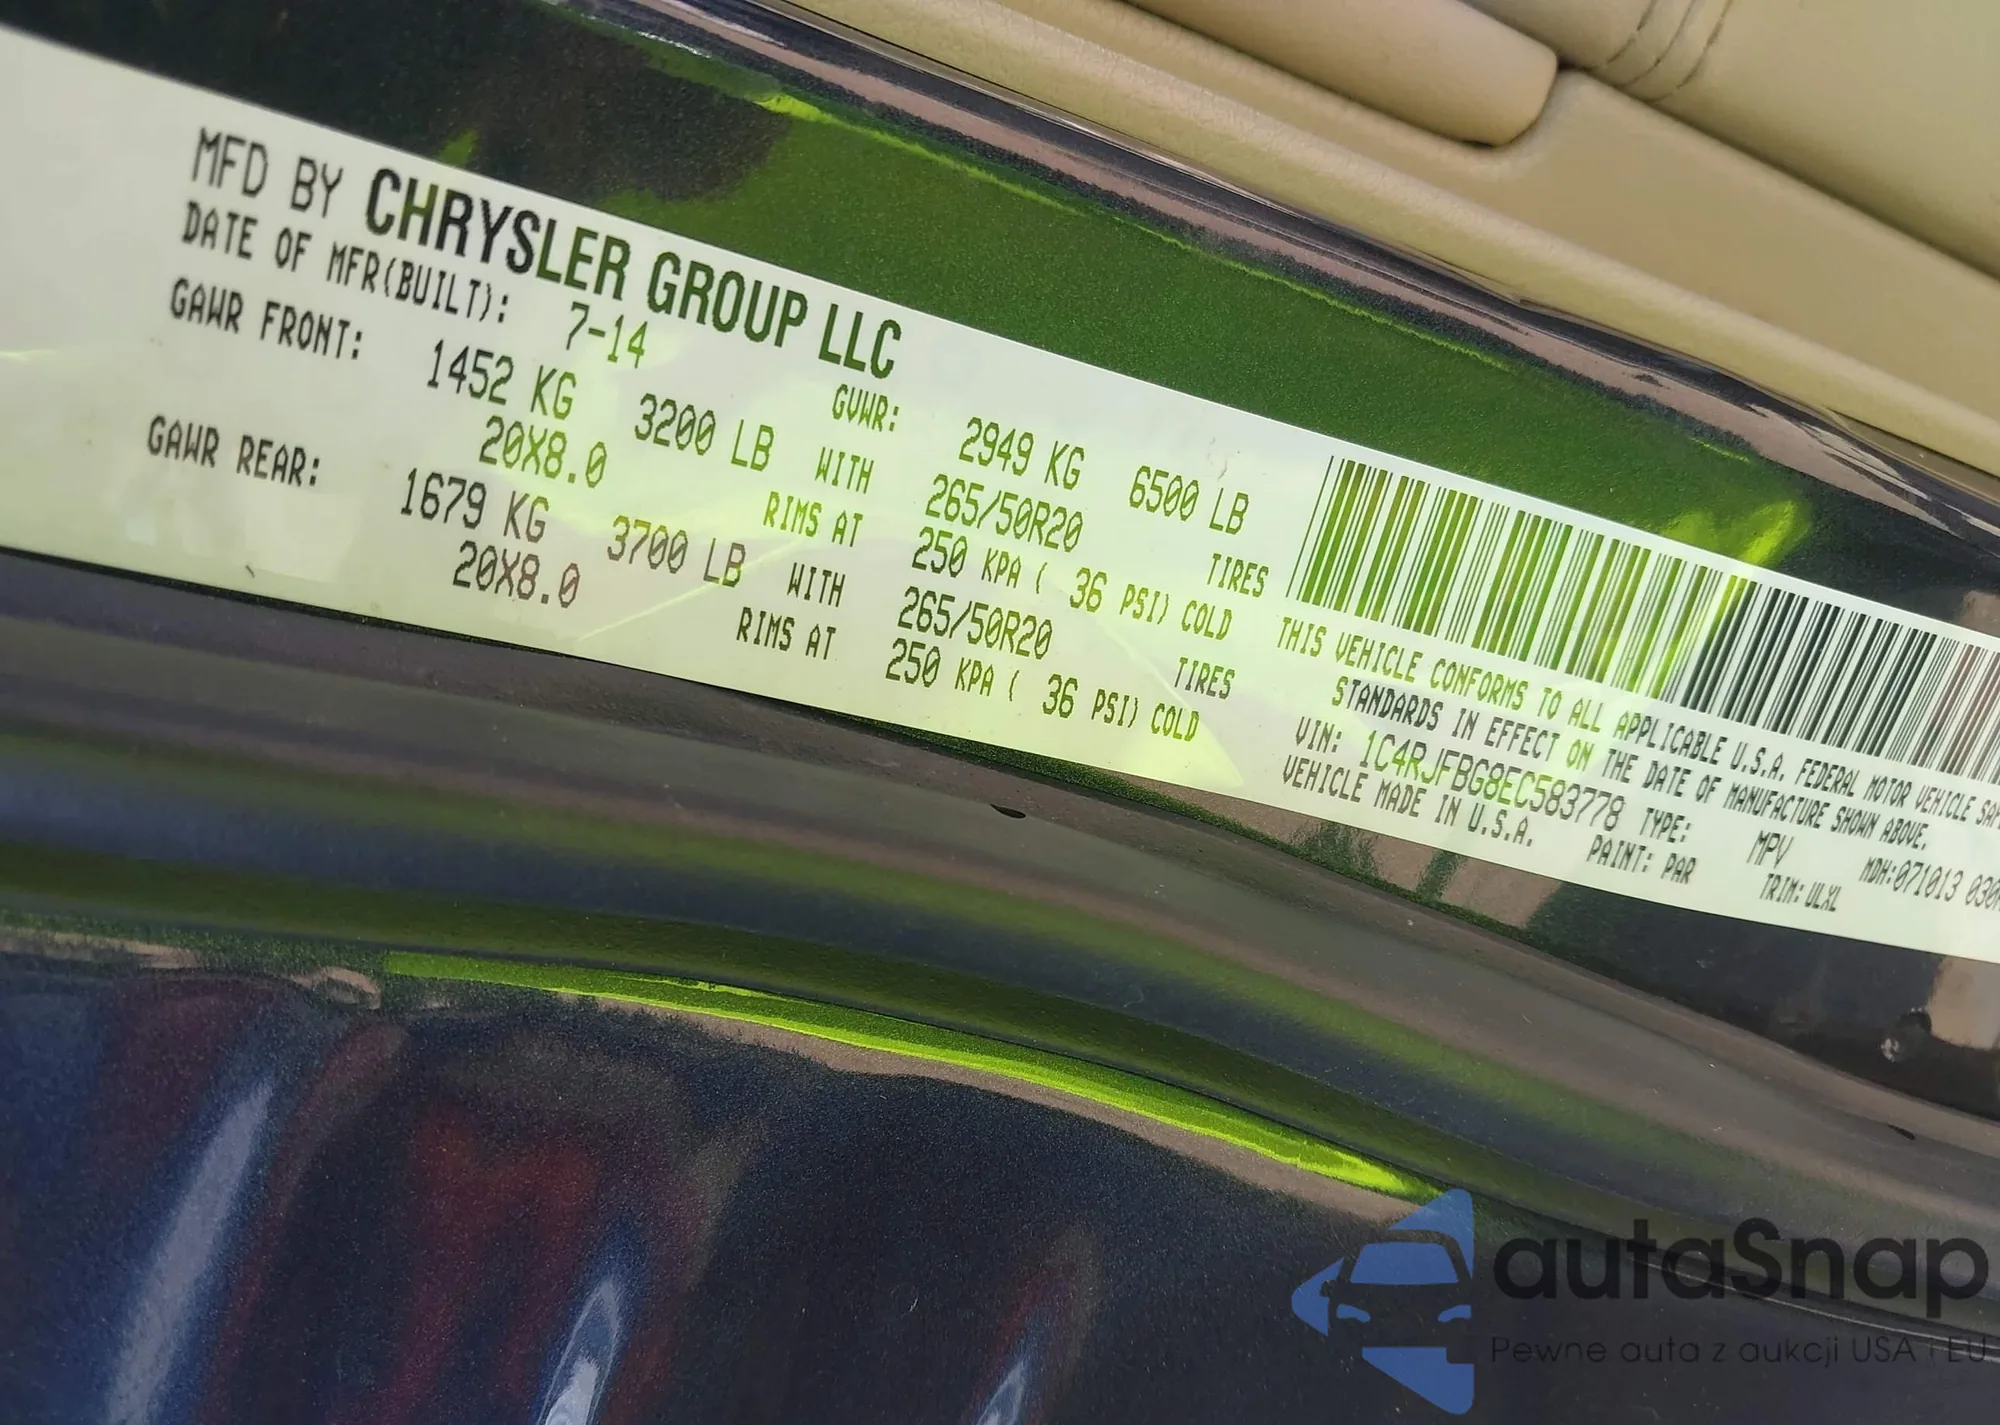 MFD BY CHRYSLER GROUP LLC
DATE OF MFR(BUILT): 7-14 GVWR: 2949 KG 6500 LB
GAWR FRONT: 1452 KG 3200 LB WITH 265/50R20 TIRES
20X8.0 RIMS AT 250 KPA ( 36 PSI) COLD
GAWR REAR: 1679 KG 3700 LB WITH 265/50R20 TIRES
20X8.0 RIMS AT 250 KPA ( 36 PSI) COLD
THIS VEHICLE CONFORMS TO ALL APPLICABLE U.S.A. FEDERAL MOTOR VEHICLE
STANDARDS IN EFFECT ON THE DATE OF MANUFACTURE SHOWN ABOVE.
VIN: 1C4RJFBG8EC583778 TYPE: MPV MDH:071013
VEHICLE MADE IN U.S.A. PAINT: PAR TRIM: ULXL
autaSnap
Pewne auta z aukcji USA i EU